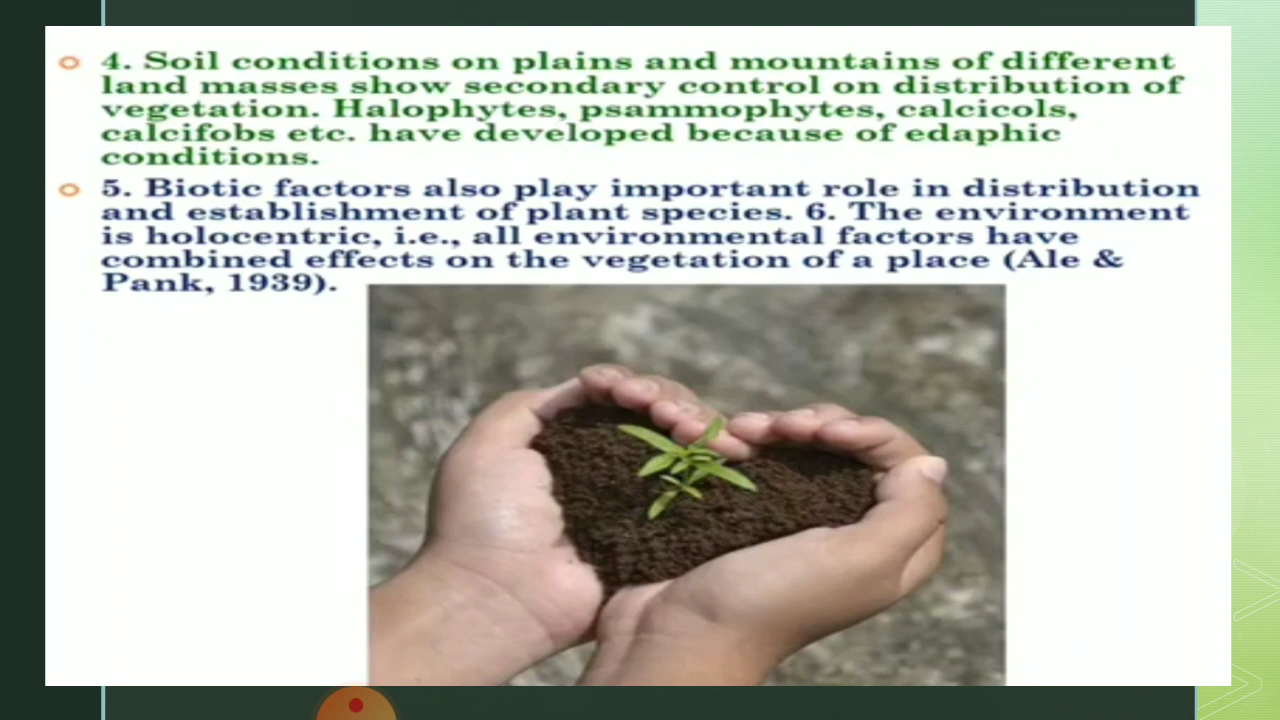 4. Soil conditions on plains and mountains of different
land masses show secondary control on distribution of
vegetation. Halophytes, psammophytes, calcicols,
calcifobs etc. have developed because of edaphic
conditions.
5. Biotic factors also play important role in distribution
and establishment of plant species. 6. The environment
is holocentric, i.e., all environmental factors have
combined effects on the vegetation of a place (Ale &
Pank, 1939).